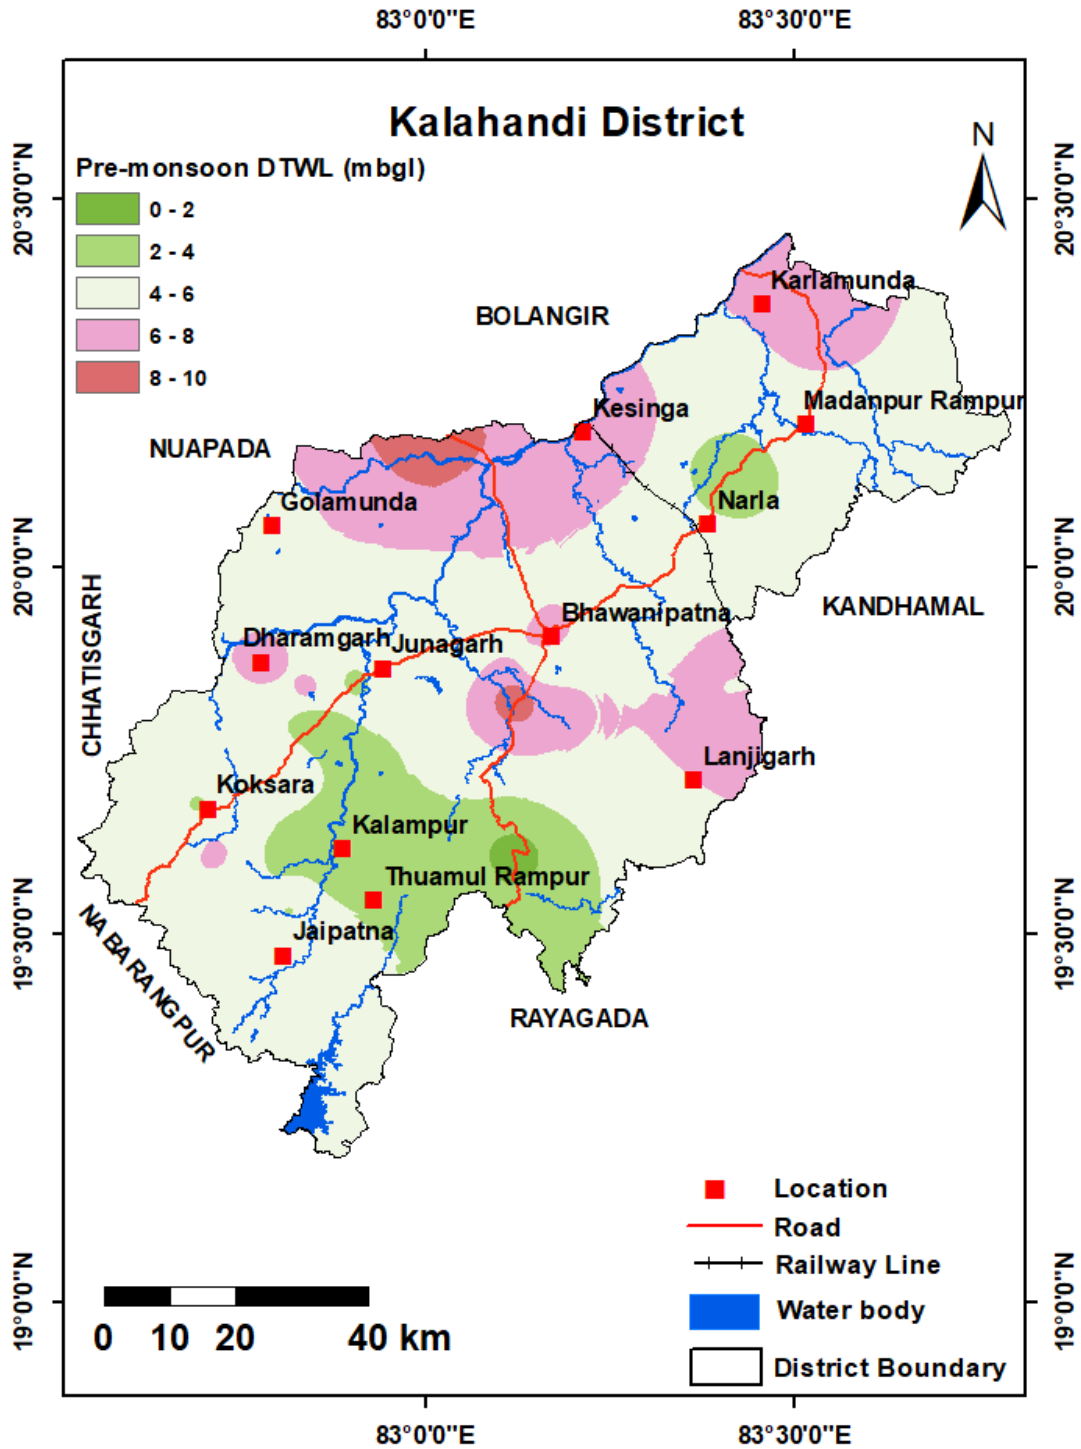 83°0'0"E 83°30'0"E
Kalahandi District
N
Pre-monsoon DTWL (mbgl)
0 - 2
2 - 4
4 - 6
6 - 8
8 - 10
20°30'0"N 20°30'0"N
Karlamunda
BOLANGIR
Madanpur Rampur
Kesinga
NUAPADA
Golamunda
Narla
20°0'0"N 20°0'0"N
CHHATISGARH
KANDHAMAL
Bhawanipatna
Dharamgarh
Junagarh
Lanjigarh
Koksara
Kalampur
Thuamul Rampur
Jaipatna
NABARANGPUR
19°30'0"N 19°30'0"N
RAYAGADA
Location
Road
Railway Line
Water body
District Boundary
19°0'0"N 19°0'0"N
0 10 20 40 km
83°0'0"E 83°30'0"E